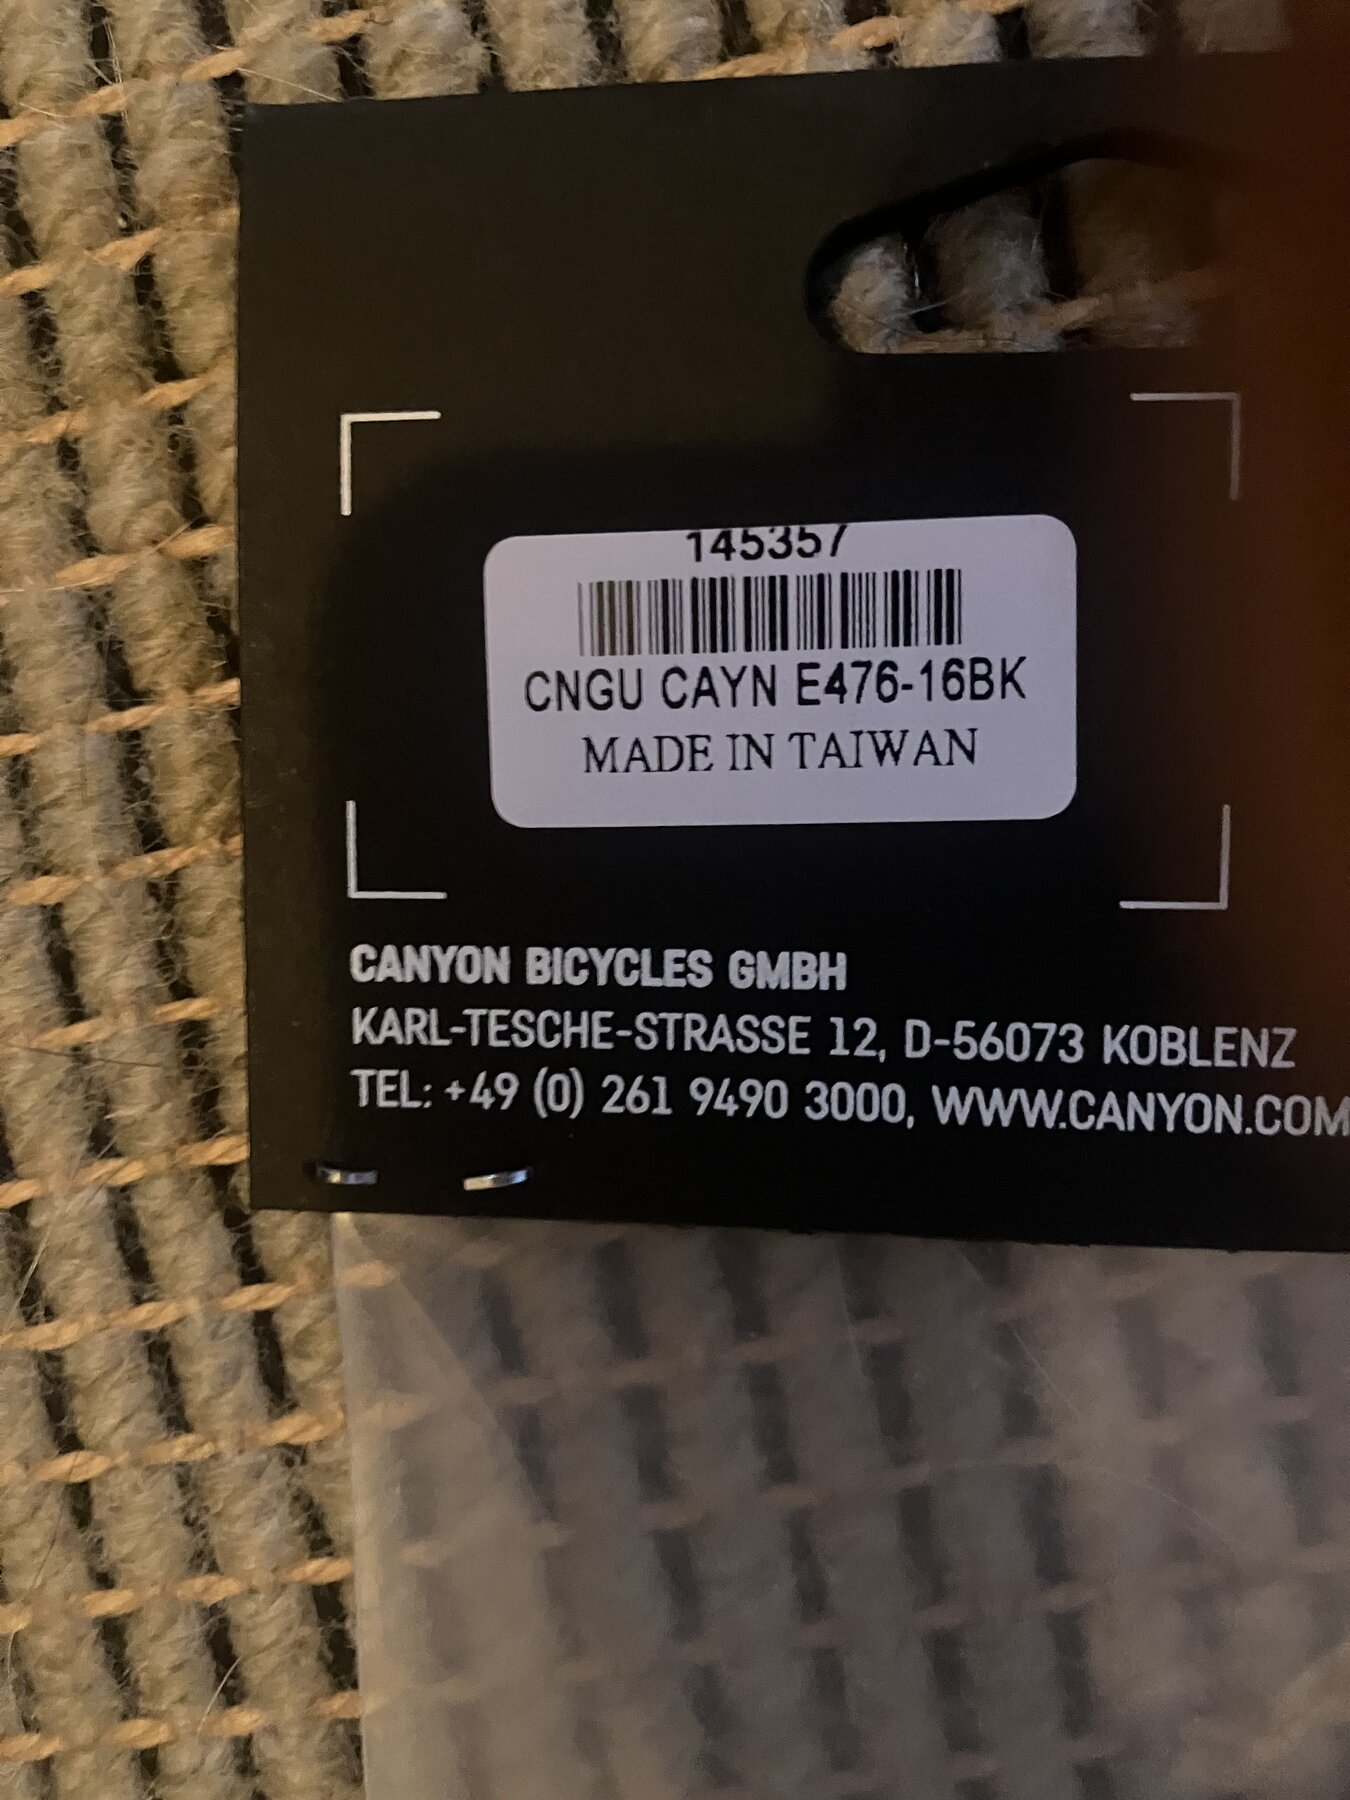 145357
CNGU CAYN E476-16BK
MADE IN TAIWAN
CANYON BICYCLES GMBH
KARL-TESCHE-STRASSE 12, D-56073 KOBLENZ
TEL: +49 (0) 261 9490 3000, WWW.CANYON.COM